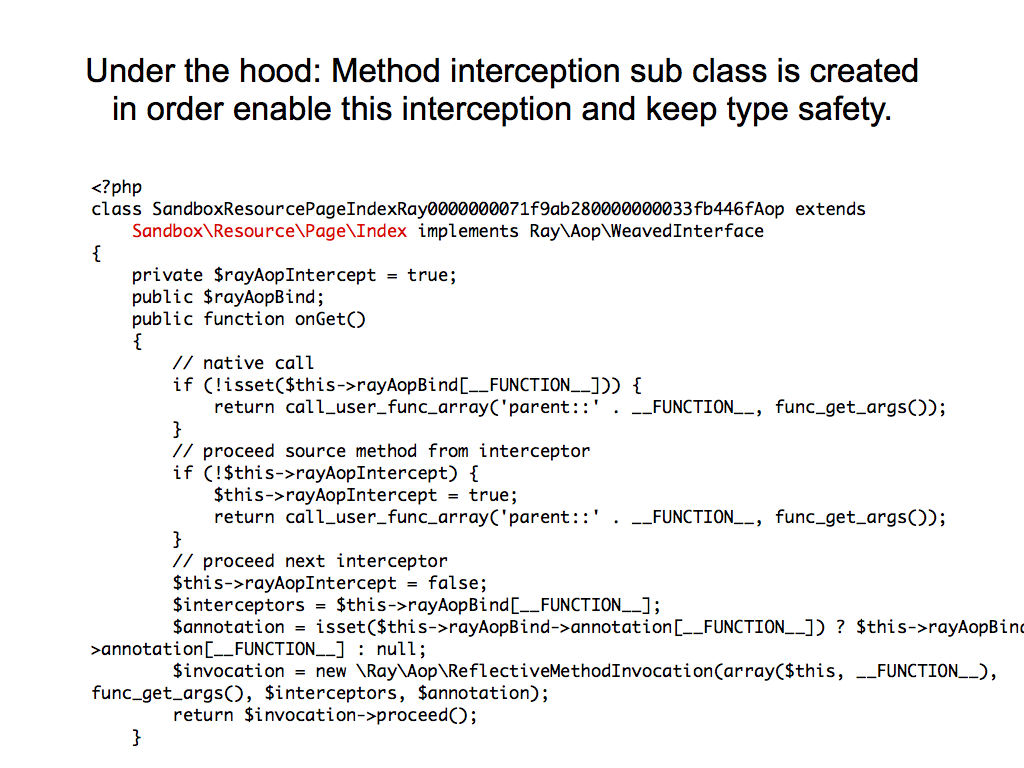 Under the hood: Method interception sub class is created
in order enable this interception and keep type safety.
<?php
class SandboxResourcePageIndexRay0000000071f9ab280000000033fb446fAop extends
    Sandbox\Resource\Page\Index implements Ray\Aop\WeavedInterface
{
    private $rayAopIntercept = true;
    public $rayAopBind;
    public function onGet()
    {
        // native call
        if (!isset($this->rayAopBind[__FUNCTION__])) {
            return call_user_func_array('parent::' . __FUNCTION__, func_get_args());
        }
        // proceed source method from interceptor
        if (!$this->rayAopIntercept) {
            $this->rayAopIntercept = true;
            return call_user_func_array('parent::' . __FUNCTION__, func_get_args());
        }
        // proceed next interceptor
        $this->rayAopIntercept = false;
        $interceptors = $this->rayAopBind[__FUNCTION__];
        $annotation = isset($this->rayAopBind->annotation[__FUNCTION__]) ? $this->rayAopBind
>annotation[__FUNCTION__] : null;
        $invocation = new \Ray\Aop\ReflectiveMethodInvocation(array($this, __FUNCTION__),
func_get_args(), $interceptors, $annotation);
        return $invocation->proceed();
    }